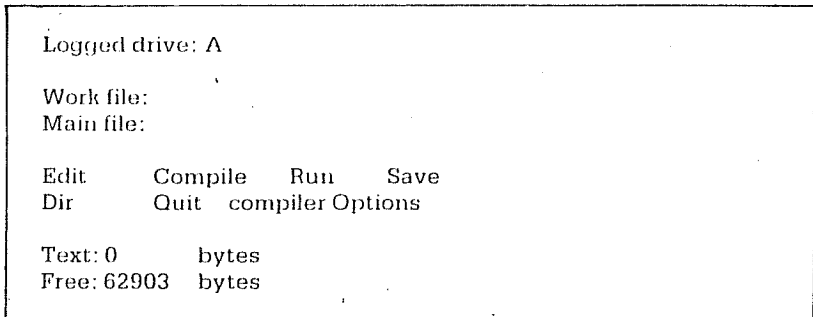 Logged drive: A
Work file:
Main file:
Edit Compile Run Save
Dir Quit compiler Options
Text: 0 bytes
Free: 62903 bytes